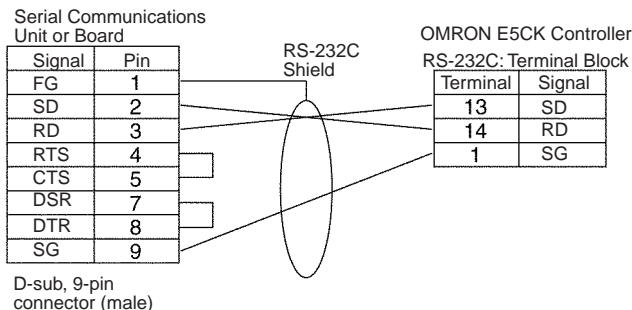 Serial Communications
Unit or Board
Signal Pin
FG 1
SD 2
RD 3
RTS 4
CTS 5
DSR 7
DTR 8
SG 9
D-sub, 9-pin
connector (male)
RS-232C
Shield
OMRON E5CK Controller
RS-232C: Terminal Block
Terminal Signal
13 SD
14 RD
1 SG